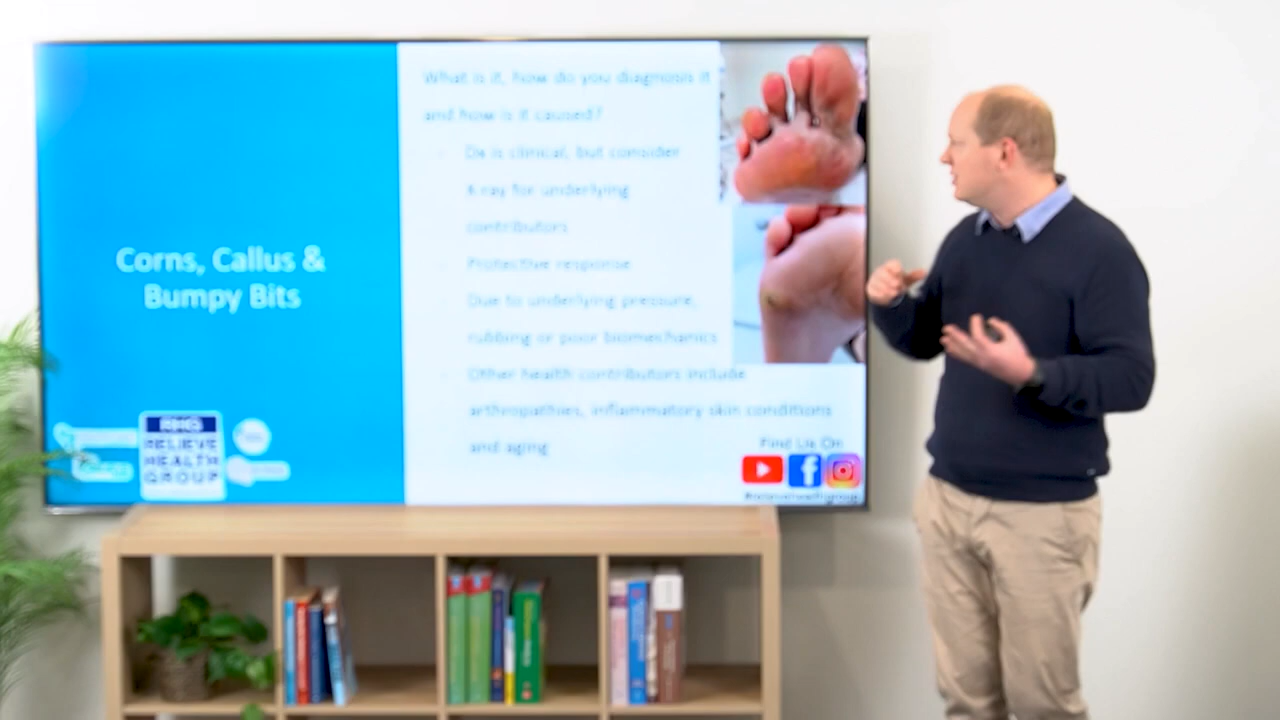 Corns, Callus &
Bumpy Bits
What is it, how do you diagnosis it
and how is it caused?
Dx is clinical, but consider
X-ray for underlying
contributors
Protective response
Due to underlying pressure,
rubbing or poor biomechanics
Other health contributors include
arthropathies, inflammatory skin conditions
and aging
RHG
RELIEVE
HEALTH
GROUP
Find Us On